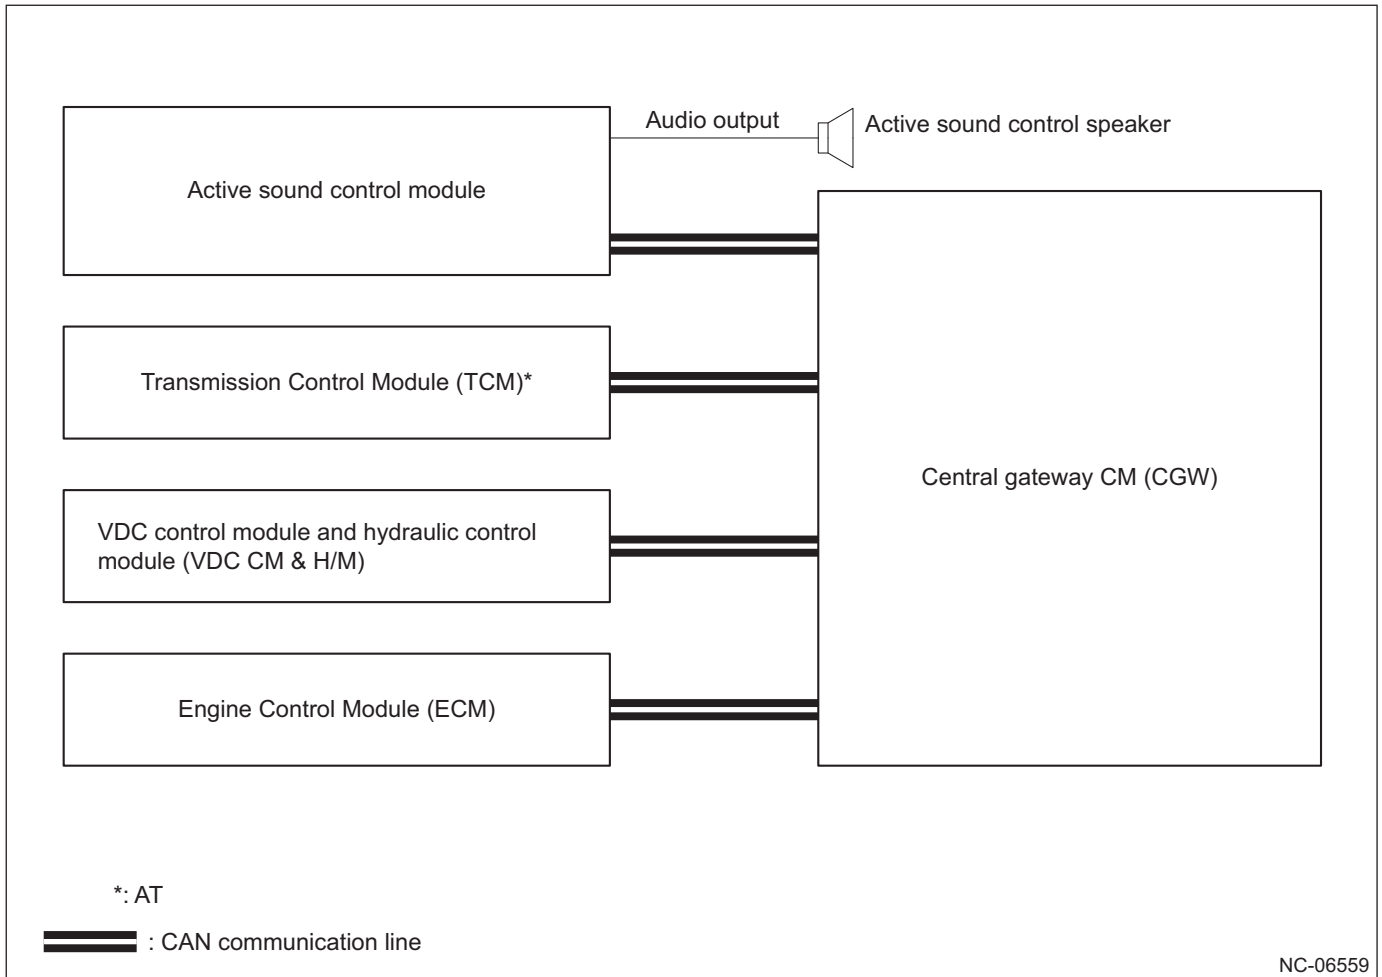 Audio output
Active sound control speaker
Active sound control module
Transmission Control Module (TCM)*
Central gateway CM (CGW)
VDC control module and hydraulic control
module (VDC CM & H/M)
Engine Control Module (ECM)
*: AT
: CAN communication line
NC-06559